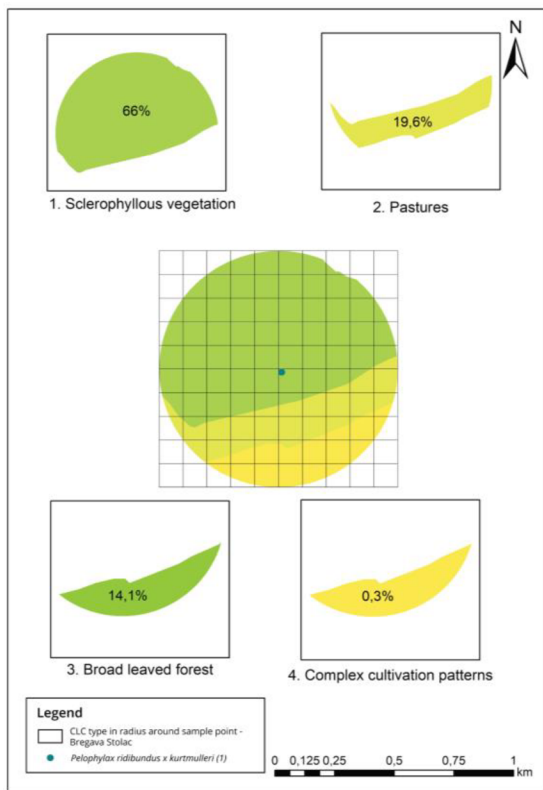 N
66%
19,6%
1. Sclerophyllous vegetation
2. Pastures
14,1%
0,3%
3. Broad leaved forest
4. Complex cultivation patterns
Legend
CLC type in radius around sample point -
Bregava Stolac
Pelophylax ridibundus x kurtmulleri (1)
0 0,125 0,25 0,5 0,75 1
km